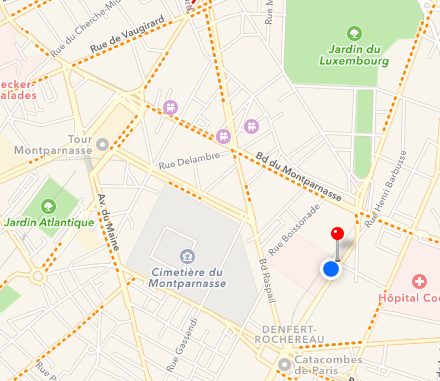 Rue du Cherche-Mi
Rue de Vaugirard
Rue M
Jardin du
Luxembourg
ecker-
alades
Tour
Montparnasse
Rue Delambre
Bd du Montparnasse
Rue Henri Barbusse
Jardin Atlantique
Av. du Maine
Rue Boissonade
Cimetière du
Montparnasse
Bd Raspail
Hôpital Coc
Rue Gassendi
DENFERT-
ROCHEREAU
Catacombes
de Paris